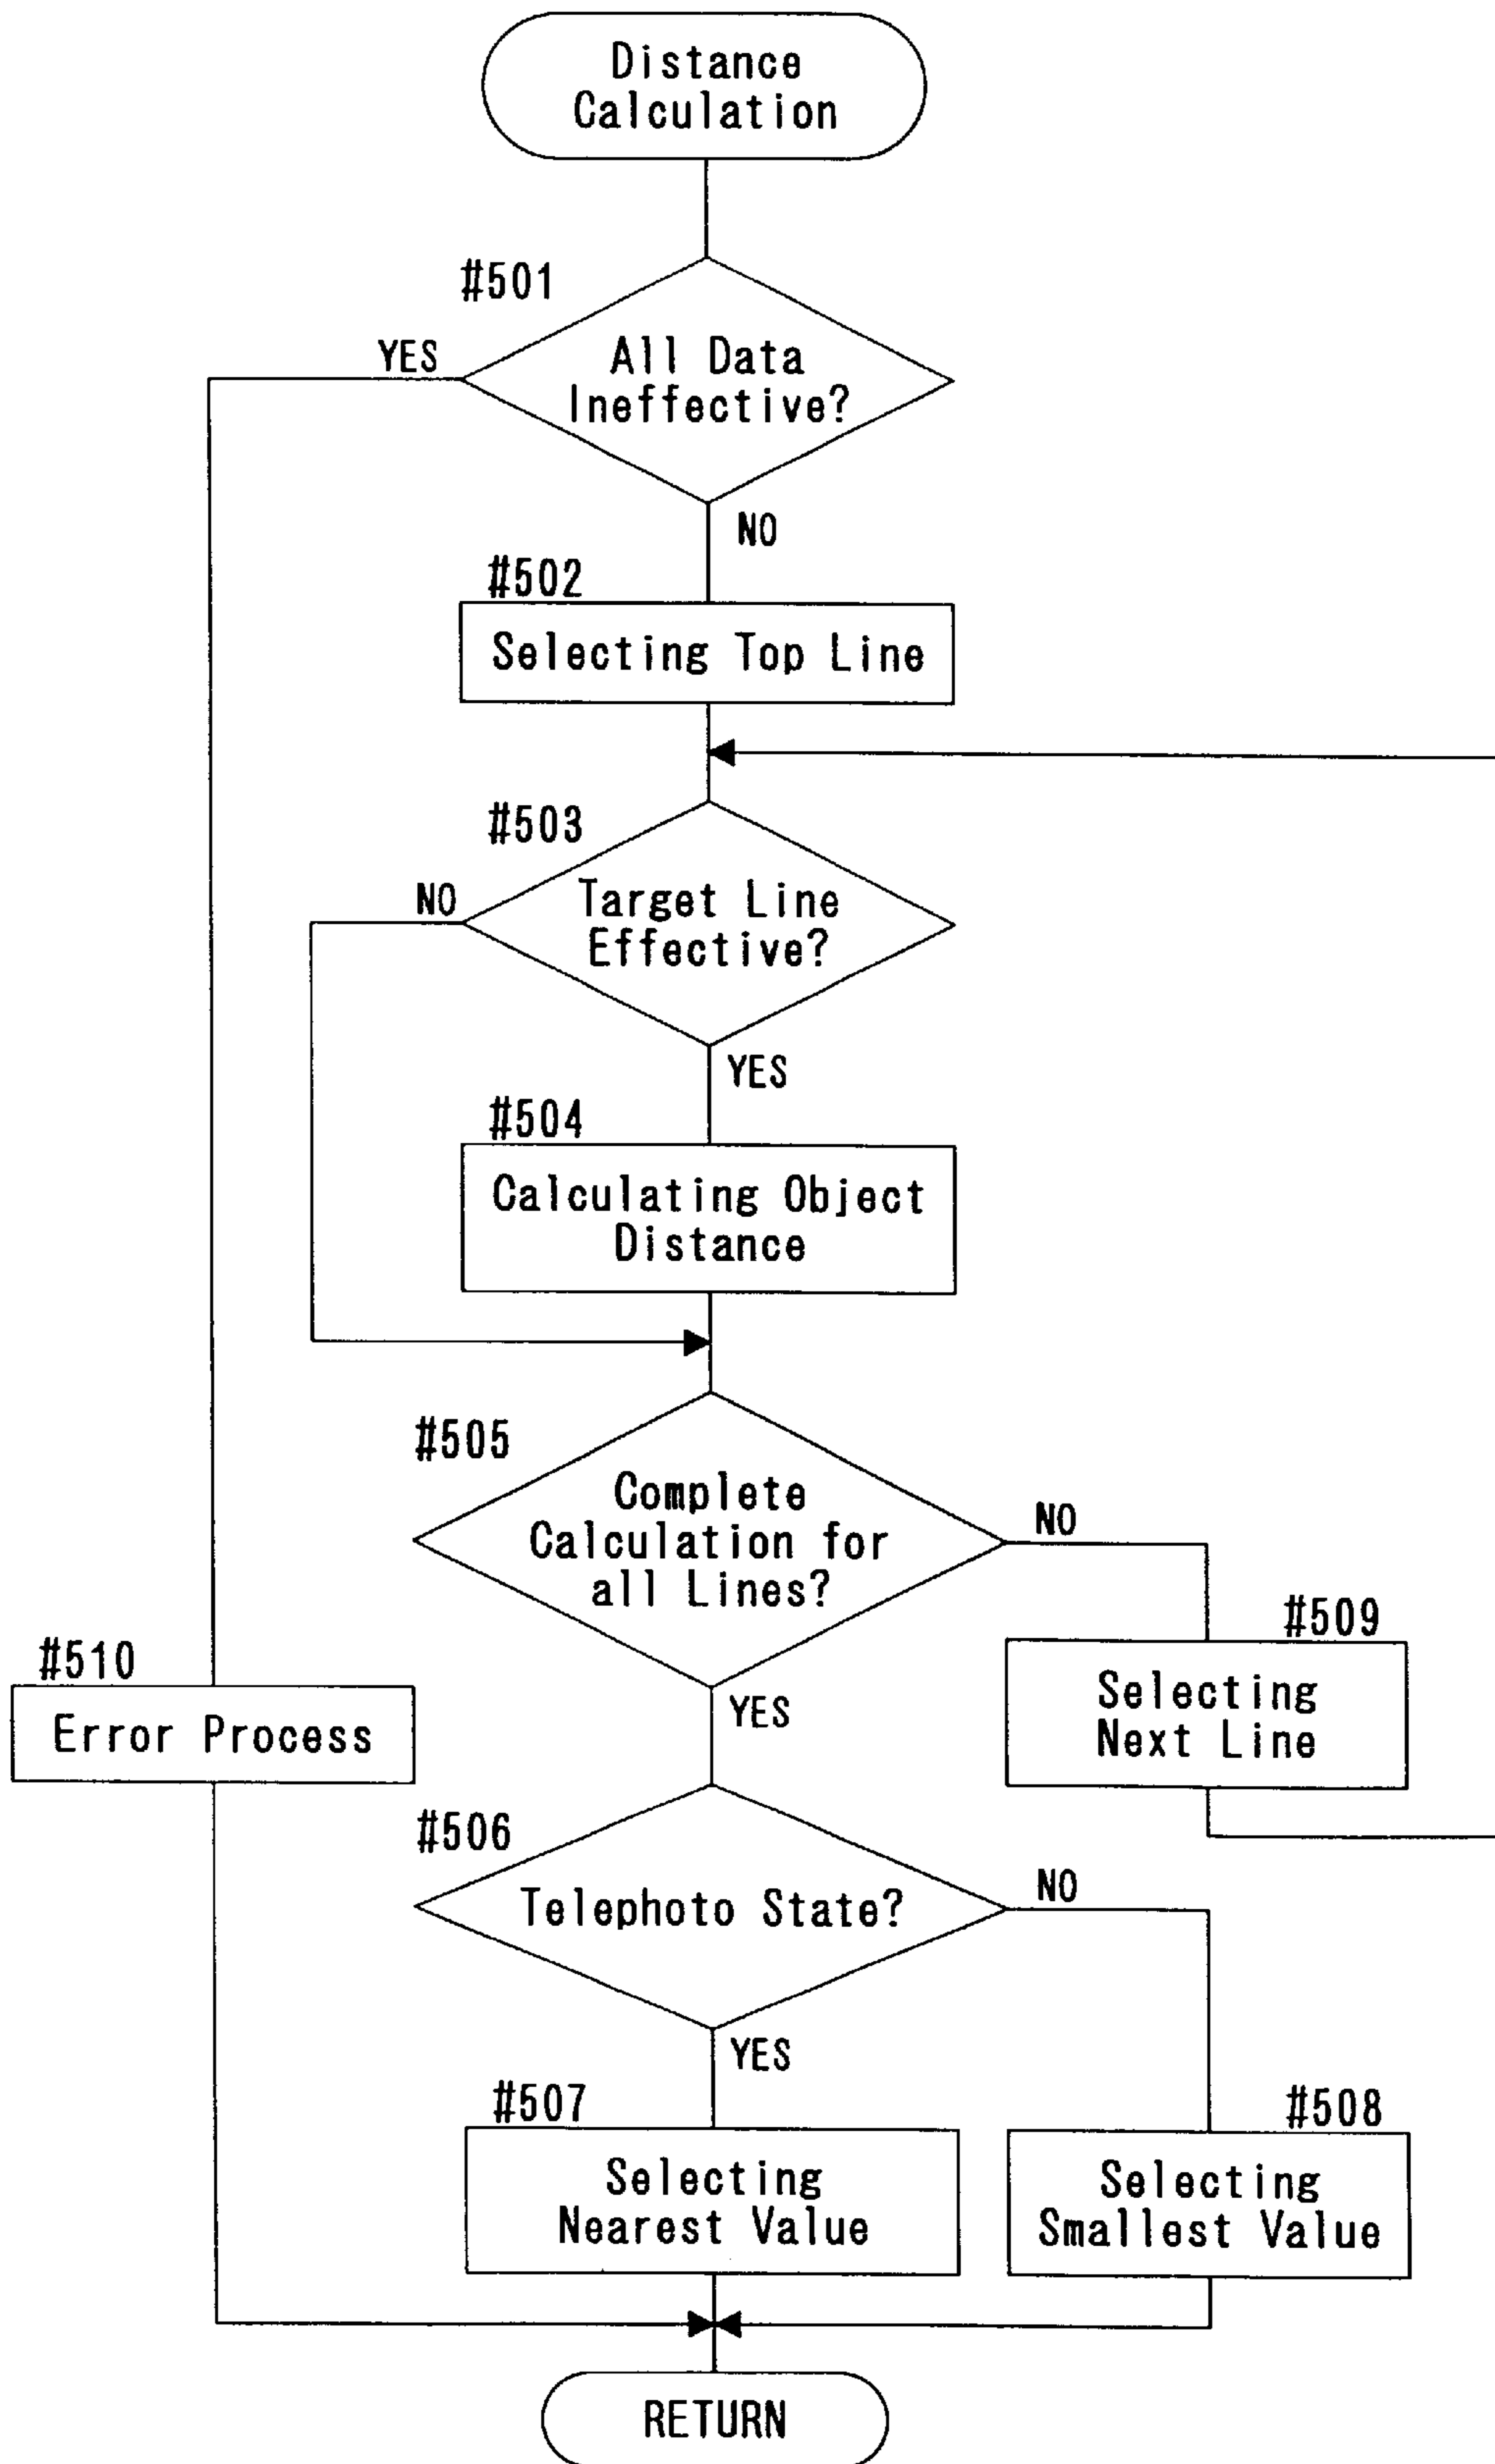 Distance
Calculation
#501
YES
All Data
Ineffective?
NO
#502
Selecting Top Line
#503
NO
Target Line
Effective?
YES
#504
Calculating Object
Distance
#505
Complete
Calculation for
all Lines?
NO
#509
Selecting
Next Line
#510
Error Process
YES
#506
Telephoto State?
NO
YES
#507
Selecting
Nearest Value
#508
Selecting
Smallest Value
RETURN